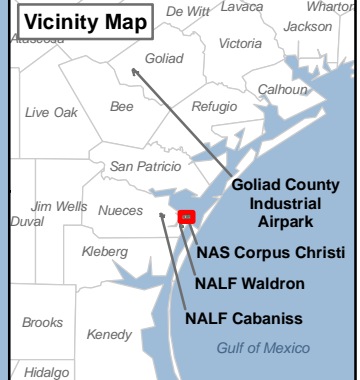 Vicinity Map
De Witt
Lavaca
Wharton
Jackson
Atascosa
Goliad
Victoria
Calhoun
Live Oak
Bee
Refugio
San Patricio
Goliad County
Industrial
Airpark
Jim Wells
Nueces
Duval
NAS Corpus Christi
Kleberg
NALF Waldron
NALF Cabaniss
Brooks
Kenedy
Gulf of Mexico
Hidalgo